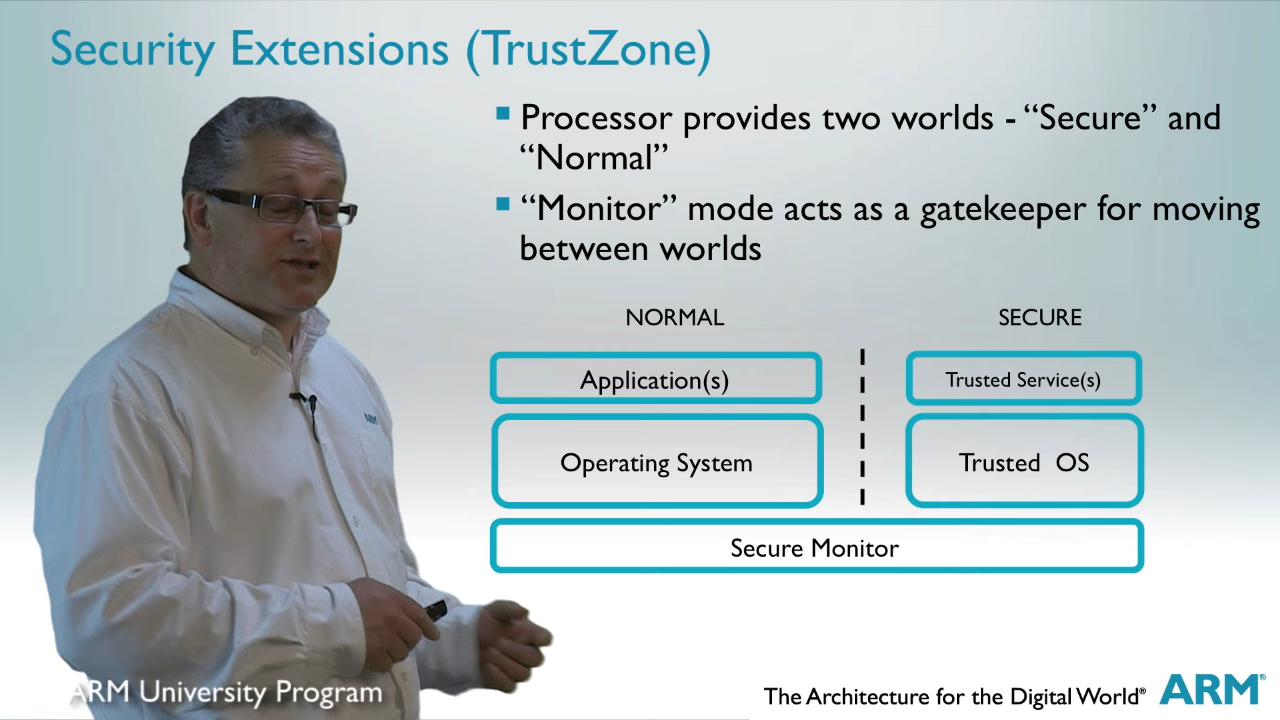 Security Extensions (TrustZone)
Processor provides two worlds - “Secure” and
“Normal”
“Monitor” mode acts as a gatekeeper for moving
between worlds
NORMAL
SECURE
Application(s)
Trusted Service(s)
Operating System
Trusted OS
Secure Monitor
ARM
ARM University Program
The Architecture for the Digital World®
ARM®